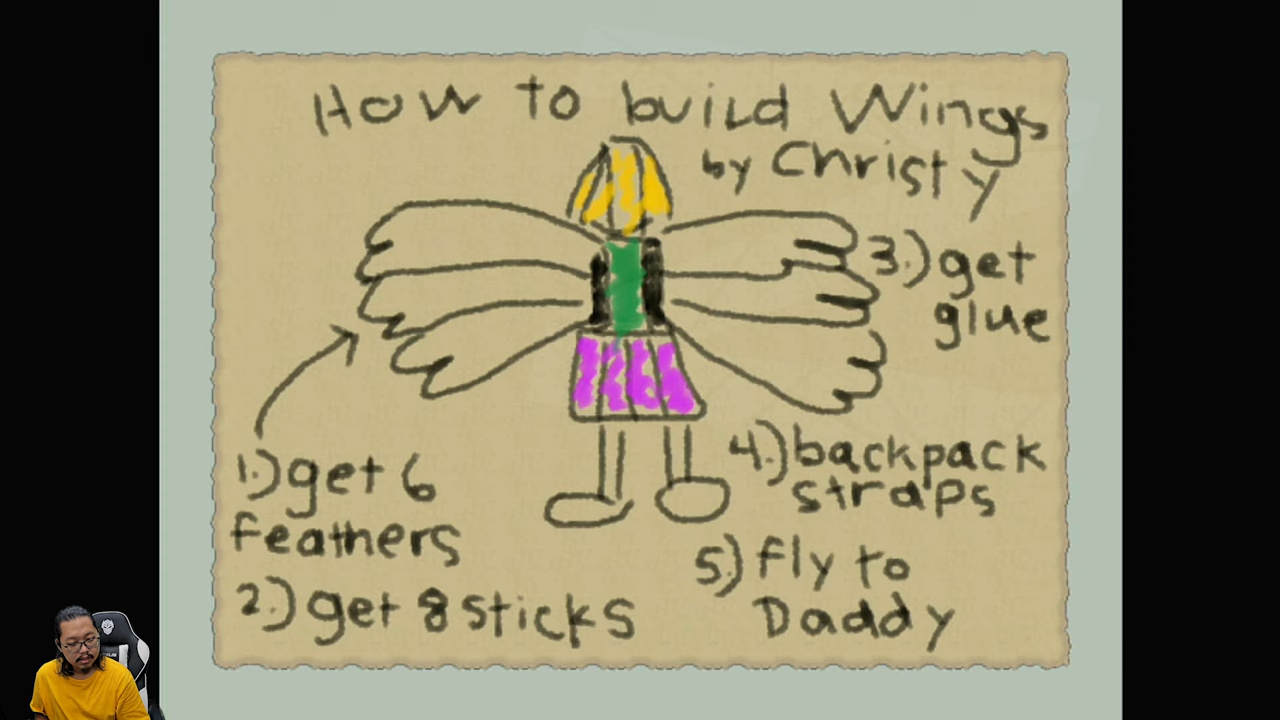 How to build Wings
by Christy
1.) get 6
feathers
2.) get 8 sticks
3.) get
glue
4.) backpack
straps
5.) fly to
Daddy